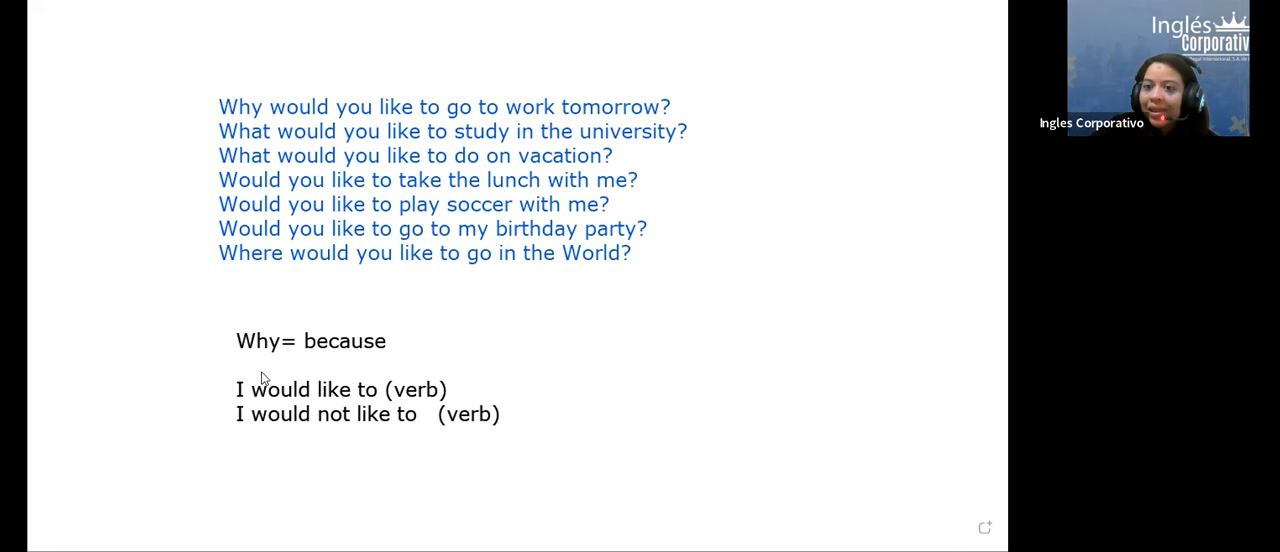 Why would you like to go to work tomorrow?
What would you like to study in the university?
What would you like to do on vacation?
Would you like to take the lunch with me?
Would you like to play soccer with me?
Would you like to go to my birthday party?
Where would you like to go in the World?
Why= because
I would like to (verb)
I would not like to (verb)
Inglés
Corporativ
Ingles Corporativo